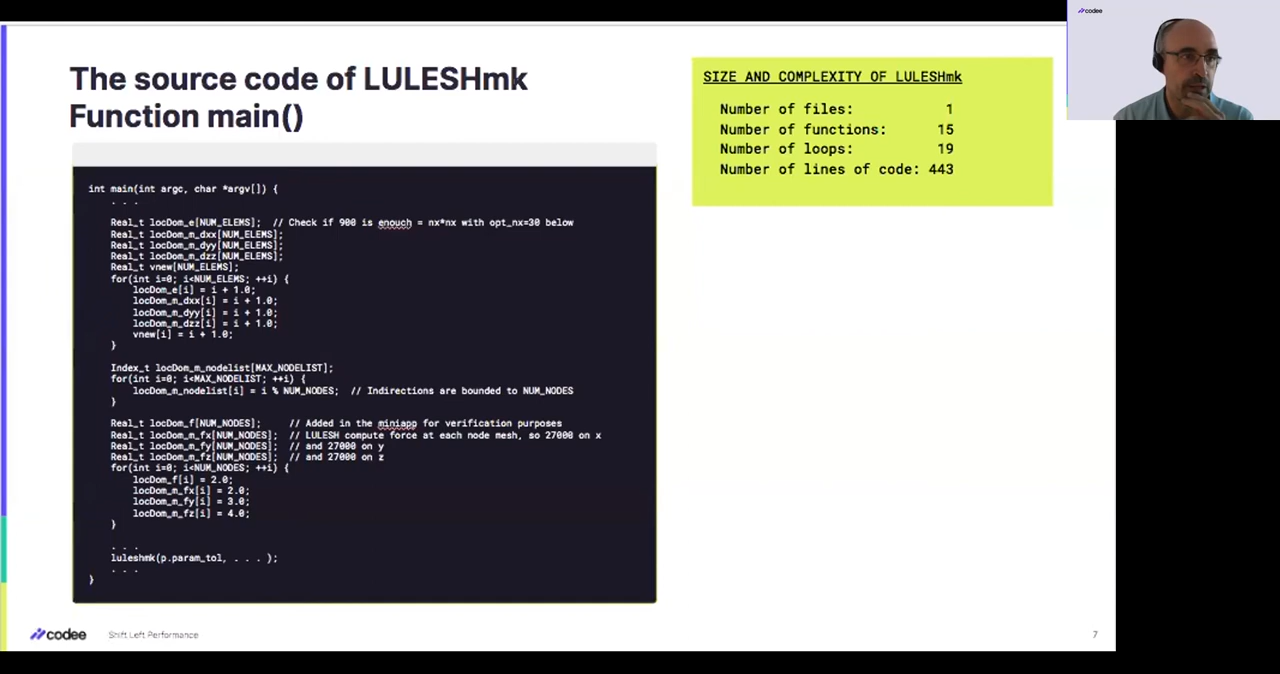 The source code of LULESHmk
Function main()
int main(int argc, char *argv[]) {
. . .
Real_t locDom_e[NUM_ELEMS]; // Check if 900 is enouch = nx*nx with opt_nx=30 below
Real_t locDom_m_dxx[NUM_ELEMS];
Real_t locDom_m_dyy[NUM_ELEMS];
Real_t locDom_m_dzz[NUM_ELEMS];
Real_t vnew[NUM_ELEMS];
for(int i=0; i<NUM_ELEMS; ++i) {
locDom_e[i] = i + 1.0;
locDom_m_dxx[i] = i + 1.0;
locDom_m_dyy[i] = i + 1.0;
locDom_m_dzz[i] = i + 1.0;
vnew[i] = i + 1.0;
}
Index_t locDom_m_nodelist[MAX_NODELIST];
for(int i=0; i<MAX_NODELIST; ++i) {
locDom_m_nodelist[i] = i % NUM_NODES; // Indirections are bounded to NUM_NODES
}
Real_t locDom_f[NUM_NODES]; // Added in the miniapp for verification purposes
Real_t locDom_m_fx[NUM_NODES]; // LULESH compute force at each node mesh, so 27000 on x
Real_t locDom_m_fy[NUM_NODES]; // and 27000 on y
Real_t locDom_m_fz[NUM_NODES]; // and 27000 on z
for(int i=0; i<NUM_NODES; ++i) {
locDom_f[i] = 2.0;
locDom_m_fx[i] = 2.0;
locDom_m_fy[i] = 3.0;
locDom_m_fz[i] = 4.0;
}
. . .
luleshmk(p.param_tol, . . . );
. . .
}
SIZE AND COMPLEXITY OF LULESHmk
Number of files: 1
Number of functions: 15
Number of loops: 19
Number of lines of code: 443
codee
codee
Shift Left Performance
7